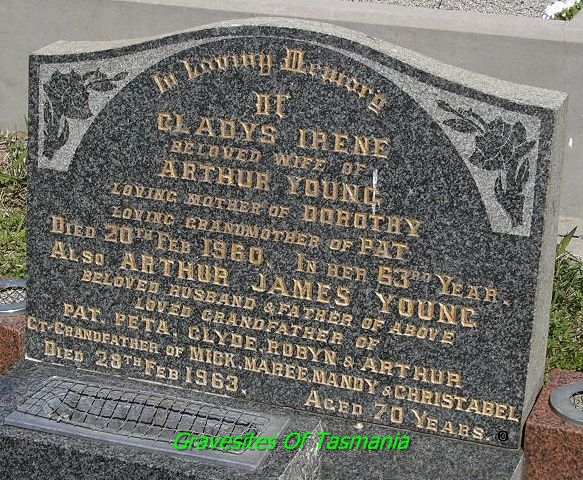 In Loving Memory
OF
GLADYS IRENE
BELOVED WIFE OF
ARTHUR YOUNG
LOVING MOTHER OF DOROTHY
LOVING GRANDMOTHER OF PAT
DIED 20TH FEB 1960. IN HER 63RD YEAR.
ALSO ARTHUR JAMES YOUNG
BELOVED HUSBAND & FATHER OF ABOVE
LOVED GRANDFATHER OF
PAT, PETA, CLYDE, ROBYN & ARTHUR
GT-GRANDFATHER OF MICK, MAREE, MANDY & CHRISTABEL
DIED 28TH FEB 1963. AGED 70 YEARS.
Gravesites Of Tasmania